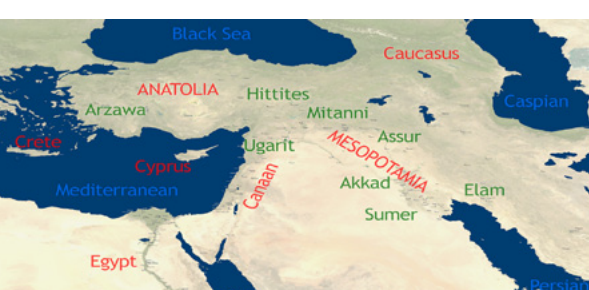 Black Sea
Caucasus
ANATOLIA
Hittites
Caspian
Arzawa
Mitanni
Crete
Ugarit
Assur
MESOPOTAMIA
Cyprus
Mediterranean
Canaan
Akkad
Elam
Sumer
Egypt
Persian